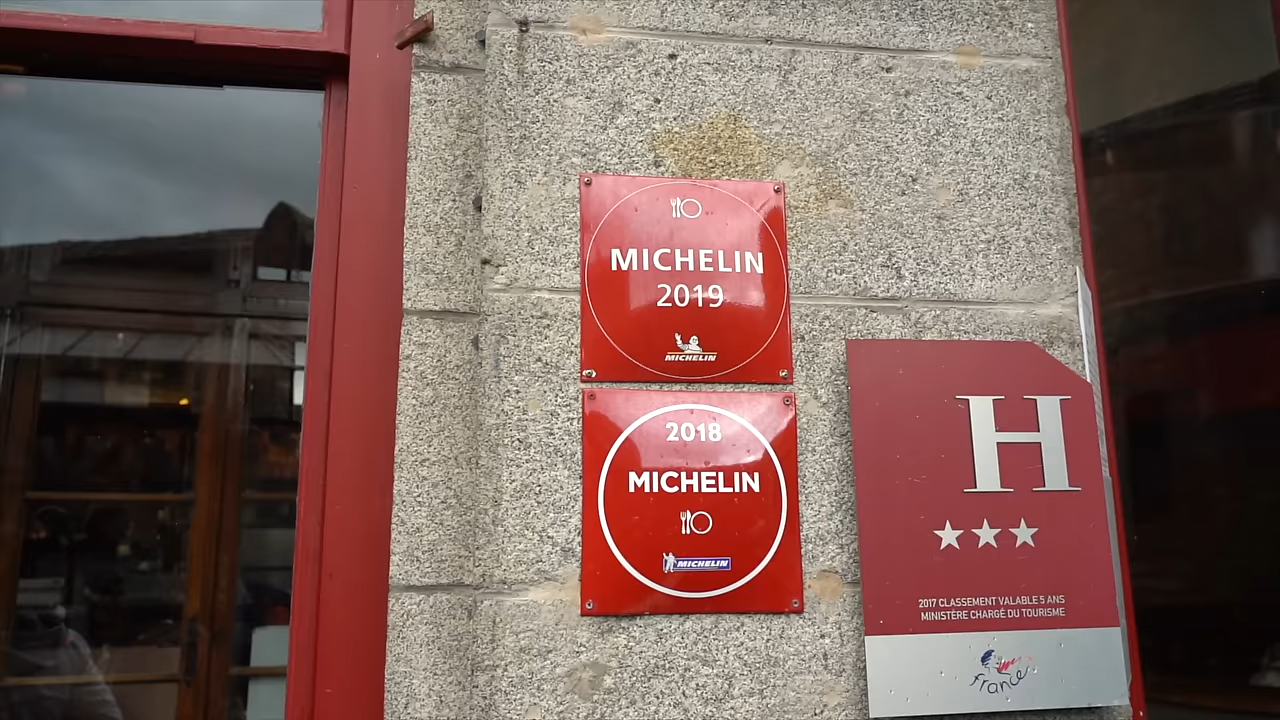 MICHELIN
2019
MICHELIN
2018
MICHELIN
MICHELIN
H
2017 CLASSEMENT VALABLE 5 ANS
MINISTÈRE CHARGÉ DU TOURISME
france